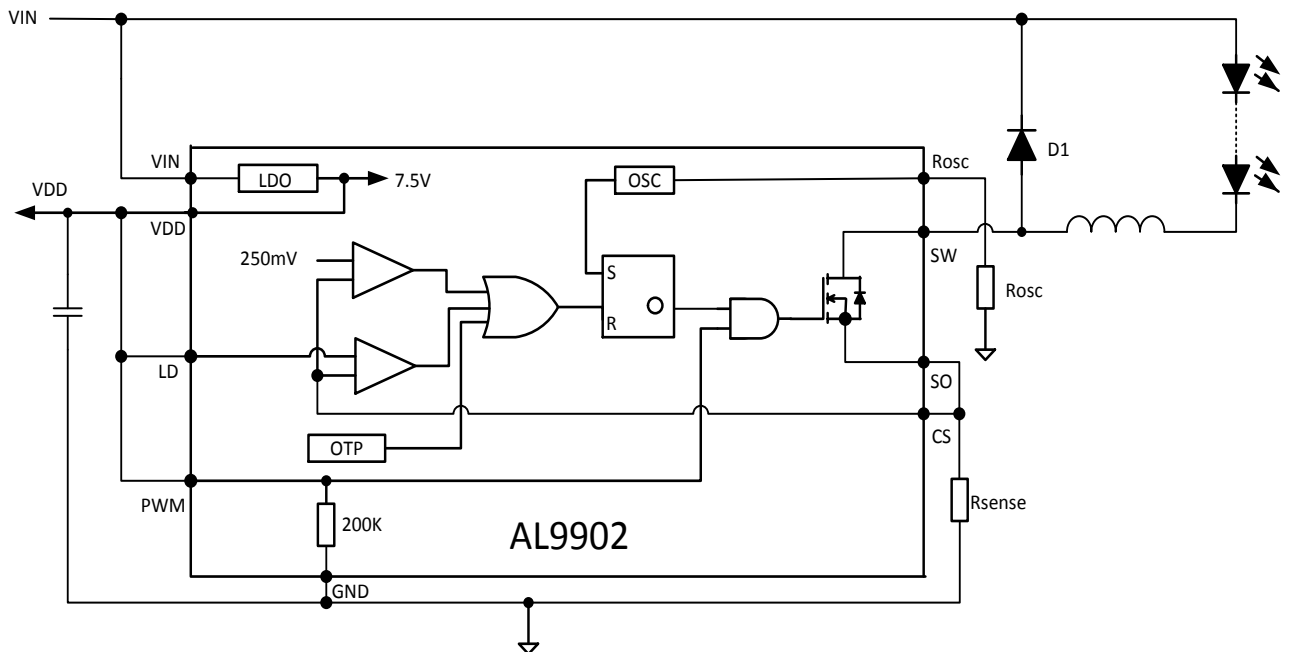 VIN
D1
VIN
LDO
7.5V
OSC
Rosc
VDD
VDD
250mV
SW
S
Rosc
R
LD
SO
CS
OTP
PWM
200K
Rsense
AL9902
GND